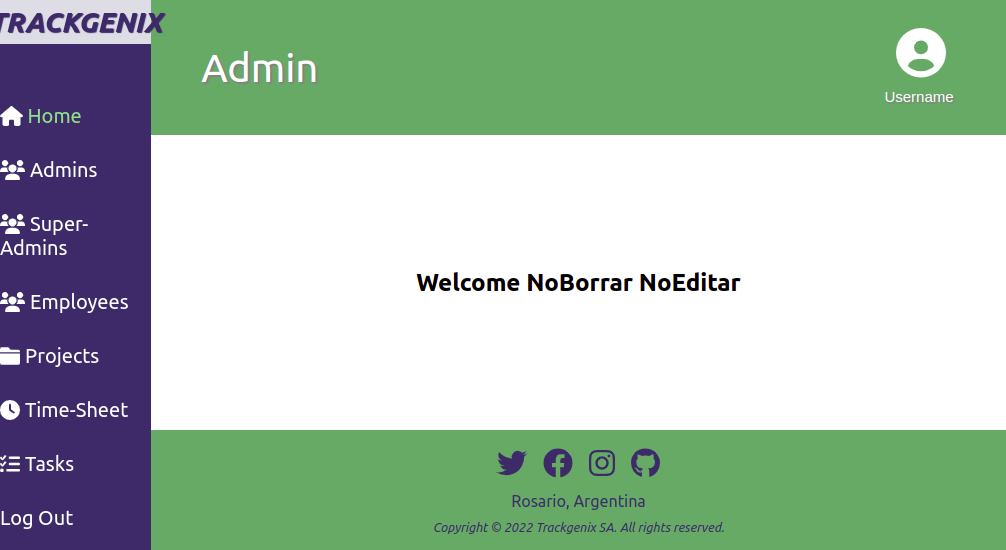 TRACKGENIX
Home
Admins
Super-
Admins
Employees
Projects
Time-Sheet
Tasks
Log Out
Admin
Username
Welcome NoBorrar NoEditar
Rosario, Argentina
Copyright © 2022 Trackgenix SA. All rights reserved.